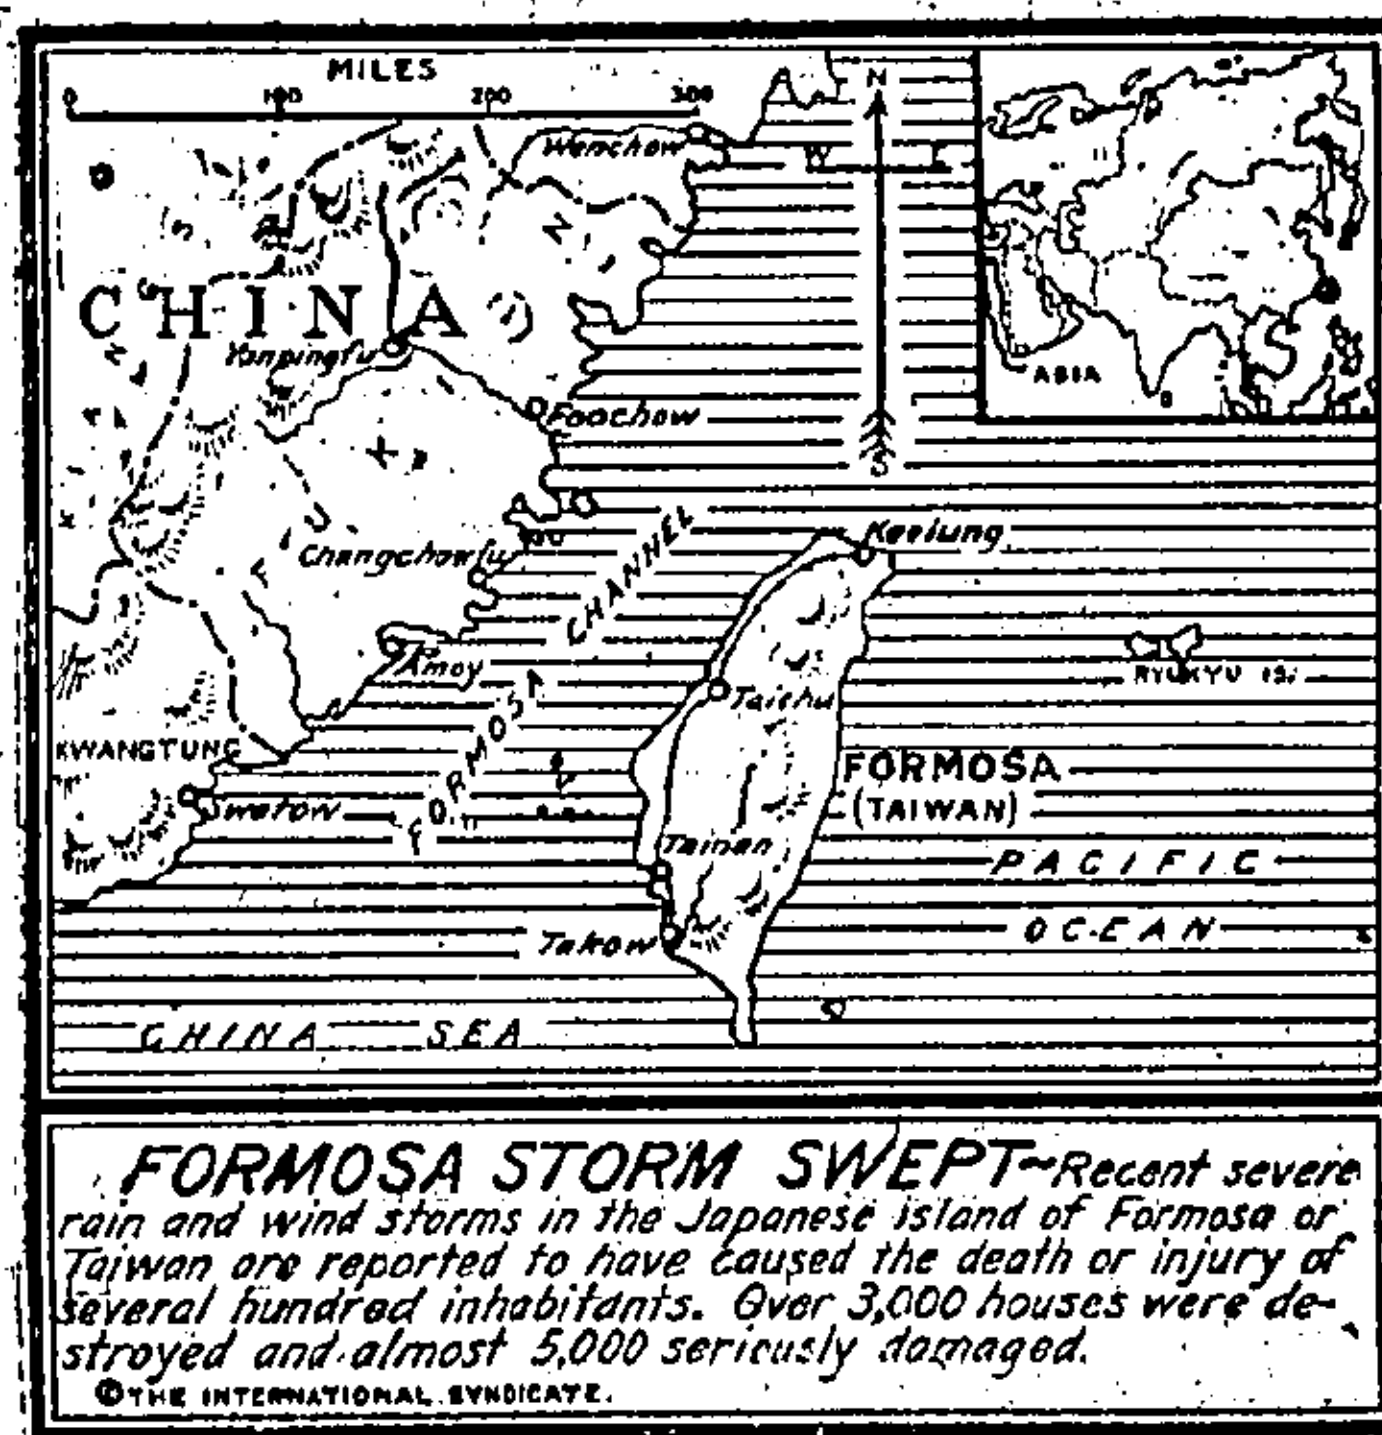 MILES
0 100 200 300
N
W E
S
Wenchow
CHINA
Yenpingfu
Foochow
ASIA
FUKIEN
Changchowfu
Keelung
FORMOSA CHANNEL
Amoy
RYUKYU IS.
Taichu
KWANGTUNG
FORMOSA
(TAIWAN)
Swatow
Tainan
PACIFIC
OCEAN
Takow
CHINA SEA
FORMOSA STORM SWEPT~Recent severe
rain and wind storms in the Japanese island of Formosa or
Taiwan are reported to have caused the death or injury of
several hundred inhabitants. Over 3,000 houses were de-
stroyed and almost 5,000 seriously damaged.
©THE INTERNATIONAL SYNDICATE.